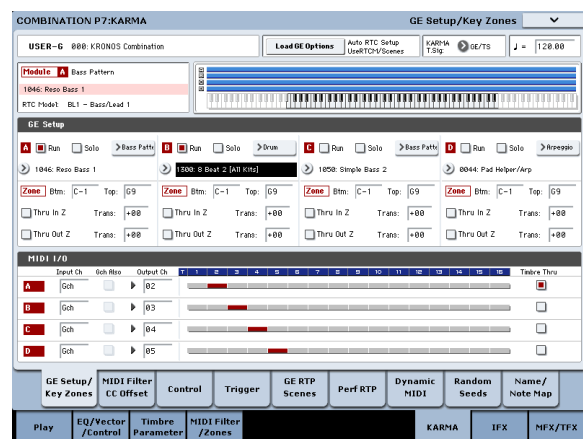 COMBINATION P7:KARMA GE Setup/Key Zones
USER-G 000: KRONOS Combination Load GE Options Auto RTC Setup UseRTCM/Scenes KARMA T.Sig: GE/TS ♩ = 120.00
Module A Bass Pattern
1046: Reso Bass 1
RTC Model: BL1 - Bass/Lead 1
A B C D
GE Setup
A Run Solo Bass Patte B Run Solo Drum C Run Solo Bass Patte D Run Solo Arpeggio
1046: Reso Bass 1 1300: 8 Beat 2 [All Kits] 1050: Simple Bass 2 0044: Pad Helper/Arp
Zone Btm: C-1 Top: G9 Zone Btm: C-1 Top: G9 Zone Btm: C-1 Top: G9 Zone Btm: C-1 Top: G9
Thru In Z Trans: +00 Thru In Z Trans: +00 Thru In Z Trans: +00 Thru In Z Trans: +00
Thru Out Z Trans: +00 Thru Out Z Trans: +00 Thru Out Z Trans: +00 Thru Out Z Trans: +00
MIDI I/O
Input Ch Gch Also Output Ch T 1 2 3 4 5 6 7 8 9 10 11 12 13 14 15 16 Timbre Thru
A Gch 02
B Gch 03
C Gch 04
D Gch 05
GE Setup/ Key Zones MIDI Filter CC Offset Control Trigger GE RTP Scenes Perf RTP Dynamic MIDI Random Seeds Name/ Note Map
Play EQ/Vector /Control Timbre Parameter MIDI Filter /Zones KARMA IFX MFX/TFX